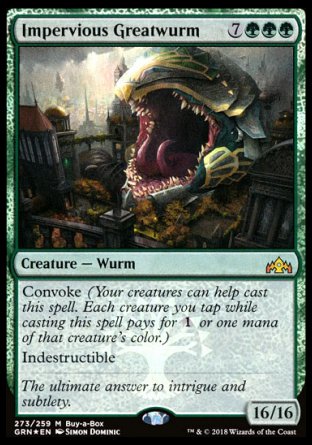 Impervious Greatwurm 7
Creature — Wurm
Convoke (Your creatures can help cast
this spell. Each creature you tap while
casting this spell pays for 1 or one mana
of that creature's color.)
Indestructible
The ultimate answer to intrigue and
subtlety.
273/259 M Buy-a-Box
GRN★EN Simon Dominic
16/16
™ & © 2018 Wizards of the Coast